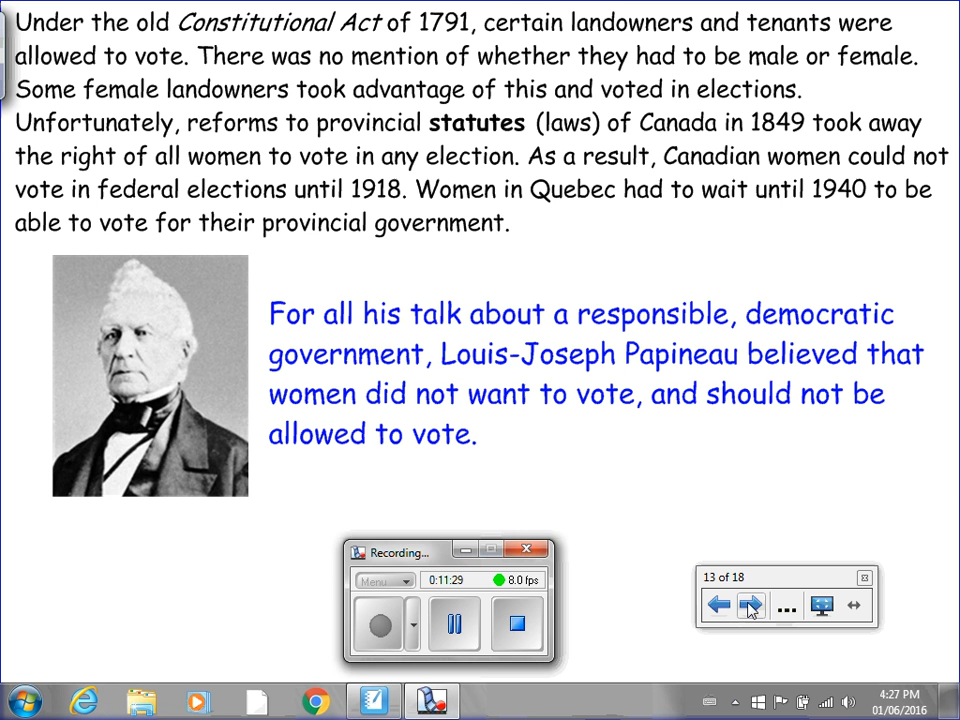 Under the old Constitutional Act of 1791, certain landowners and tenants were
allowed to vote. There was no mention of whether they had to be male or female.
Some female landowners took advantage of this and voted in elections.
Unfortunately, reforms to provincial statutes (laws) of Canada in 1849 took away
the right of all women to vote in any election. As a result, Canadian women could not
vote in federal elections until 1918. Women in Quebec had to wait until 1940 to be
able to vote for their provincial government.
For all his talk about a responsible, democratic
government, Louis-Joseph Papineau believed that
women did not want to vote, and should not be
allowed to vote.
Recording...
Menu
0:11:29
8.0 fps
13 of 18
...
4:27 PM
01/06/2016